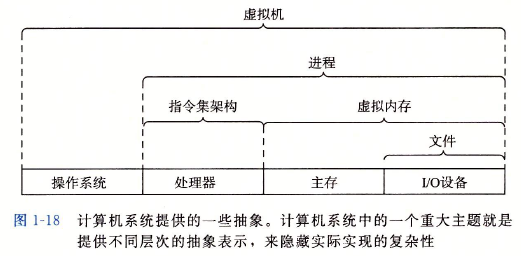 虚拟机
进程
指令集架构 虚拟内存
文件
操作系统 处理器 主存 I/O设备
图 1-18 计算机系统提供的一些抽象。计算机系统中的一个重大主题就是
提供不同层次的抽象表示，来隐藏实际实现的复杂性